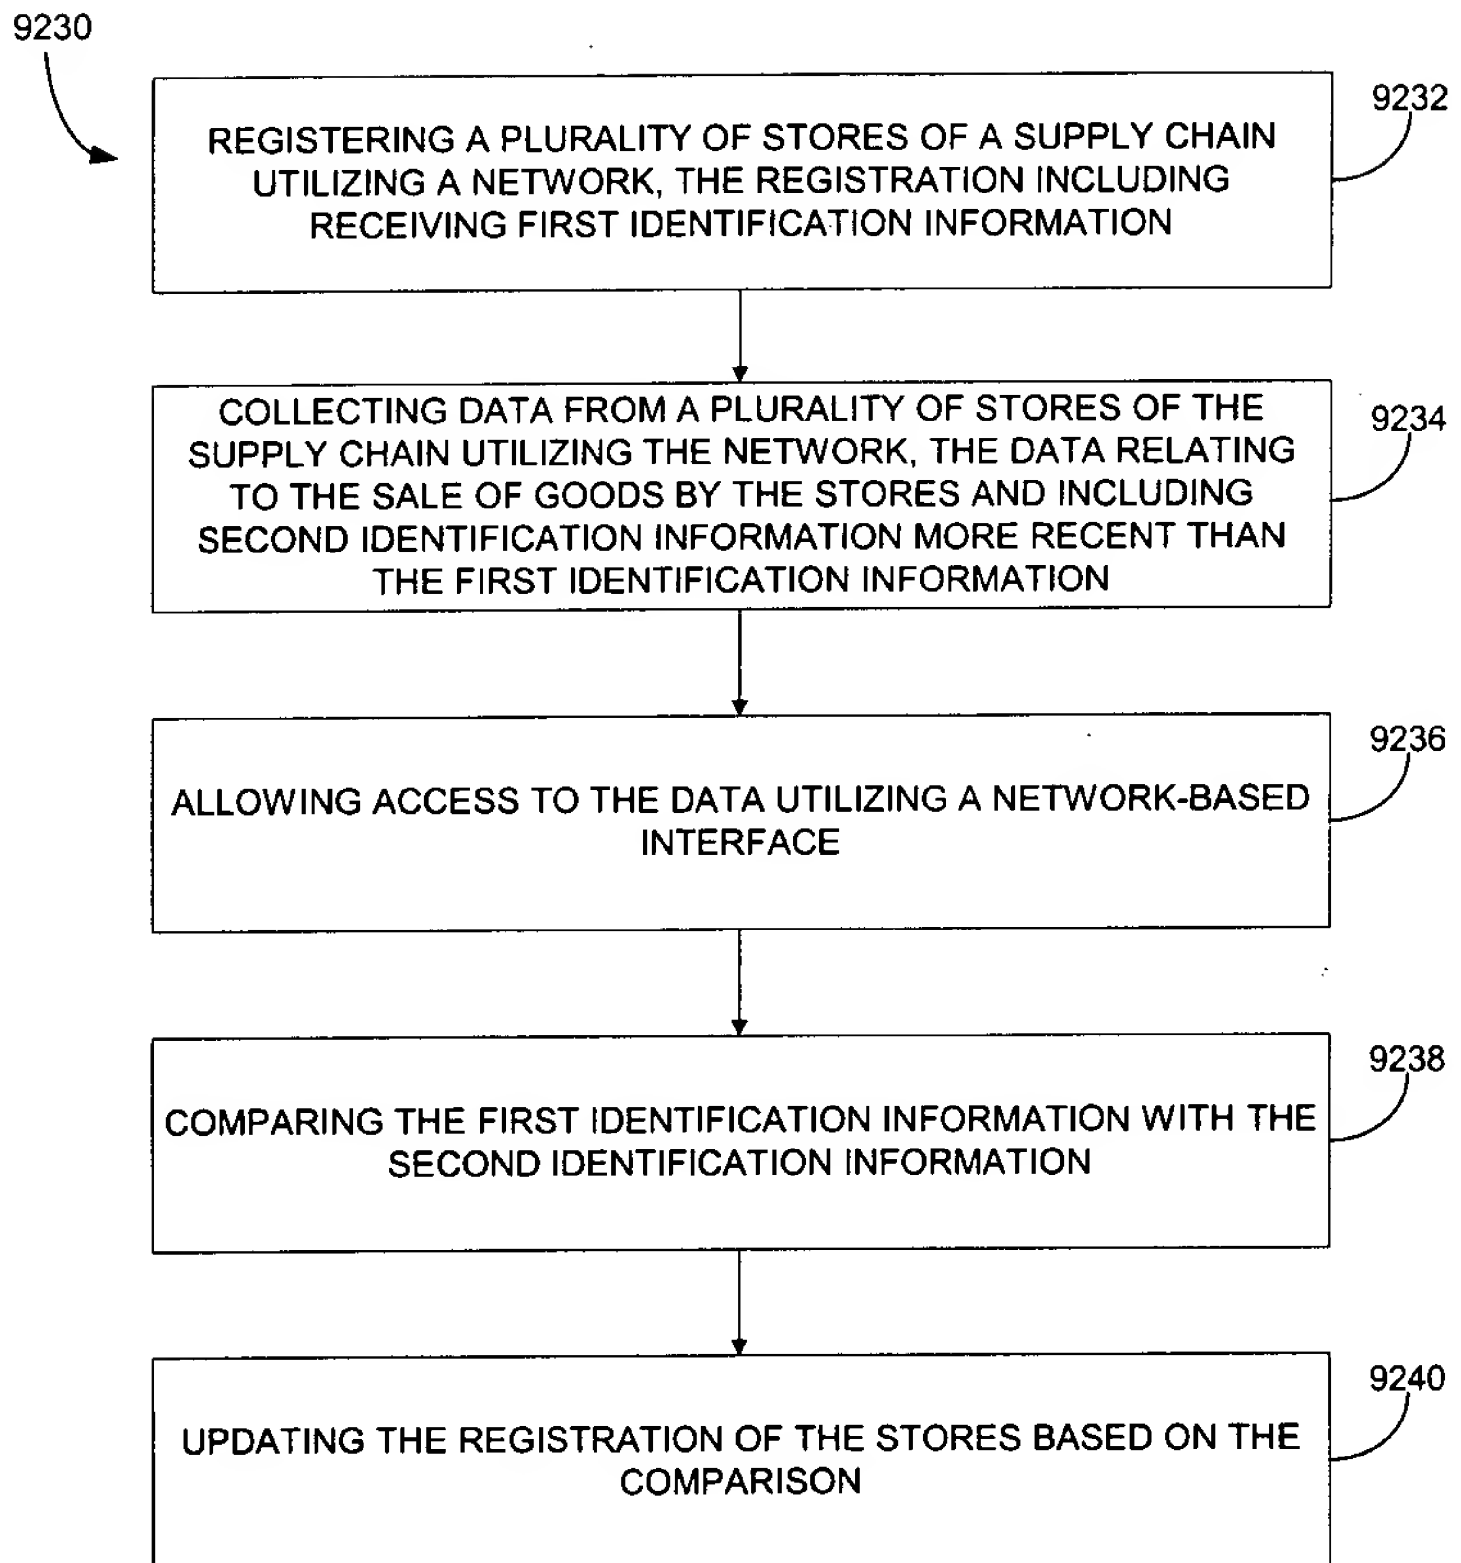 9230
9232
REGISTERING A PLURALITY OF STORES OF A SUPPLY CHAIN
UTILIZING A NETWORK, THE REGISTRATION INCLUDING
RECEIVING FIRST IDENTIFICATION INFORMATION
9234
COLLECTING DATA FROM A PLURALITY OF STORES OF THE
SUPPLY CHAIN UTILIZING THE NETWORK, THE DATA RELATING
TO THE SALE OF GOODS BY THE STORES AND INCLUDING
SECOND IDENTIFICATION INFORMATION MORE RECENT THAN
THE FIRST IDENTIFICATION INFORMATION
9236
ALLOWING ACCESS TO THE DATA UTILIZING A NETWORK-BASED
INTERFACE
9238
COMPARING THE FIRST IDENTIFICATION INFORMATION WITH THE
SECOND IDENTIFICATION INFORMATION
9240
UPDATING THE REGISTRATION OF THE STORES BASED ON THE
COMPARISON